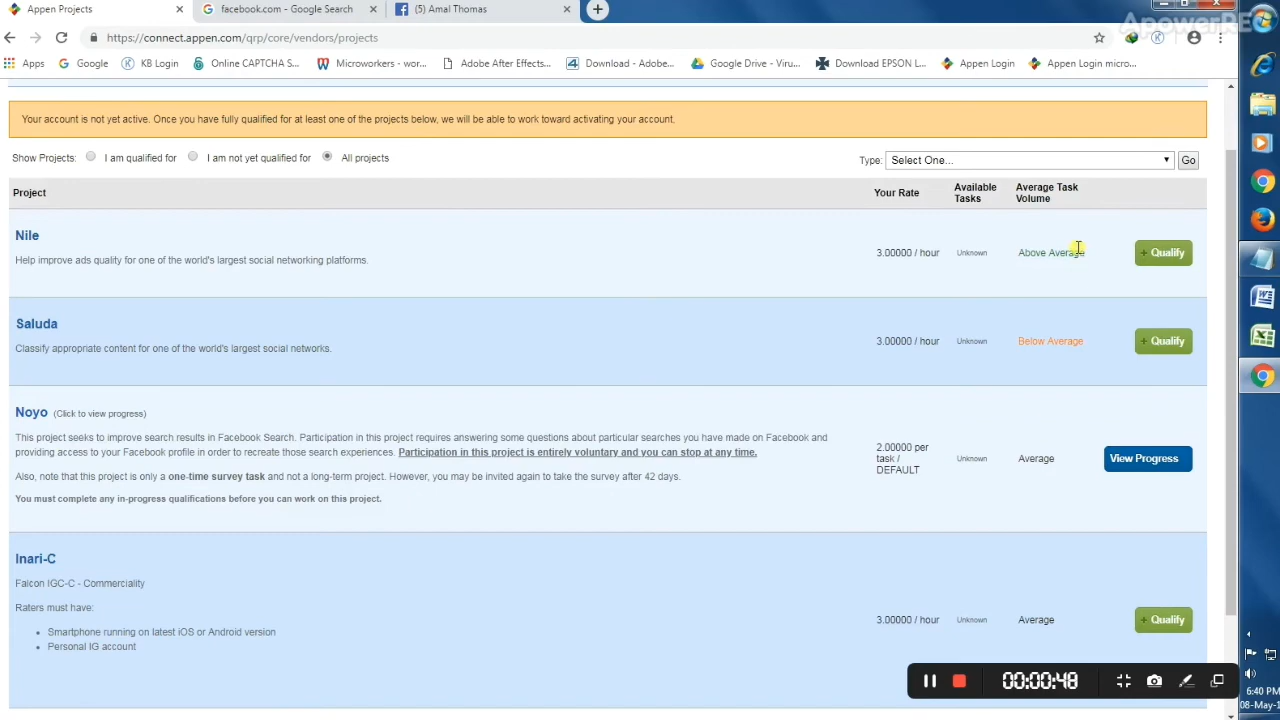 Appen Projects
facebook.com - Google Search
(5) Amal Thomas
ApowerRE
https://connect.appen.com/qrp/core/vendors/projects
Apps Google KB Login Online CAPTCHA S... Microworkers - wor... Adobe After Effects... Download - Adobe... Google Drive - Viru... Download EPSON L... Appen Login Appen Login micro...
Your account is not yet active. Once you have fully qualified for at least one of the projects below, we will be able to work toward activating your account.
Show Projects: I am qualified for I am not yet qualified for All projects Type: Select One... Go
Project Your Rate Available Tasks Average Task Volume
Nile
Help improve ads quality for one of the world's largest social networking platforms.
3.00000 / hour Unknown Above Average + Qualify
Saluda
Classify appropriate content for one of the world's largest social networks.
3.00000 / hour Unknown Below Average + Qualify
Noyo (Click to view progress)
This project seeks to improve search results in Facebook Search. Participation in this project requires answering some questions about particular searches you have made on Facebook and
providing access to your Facebook profile in order to recreate those search experiences. Participation in this project is entirely voluntary and you can stop at any time.
Also, note that this project is only a one-time survey task and not a long-term project. However, you may be invited again to take the survey after 42 days.
You must complete any in-progress qualifications before you can work on this project.
2.00000 per
task /
DEFAULT
Unknown Average View Progress
Inari-C
Falcon IGC-C - Commerciality
Raters must have:
Smartphone running on latest iOS or Android version
Personal IG account
3.00000 / hour Unknown Average + Qualify
00:00:48
6:40 PM
08-May-1